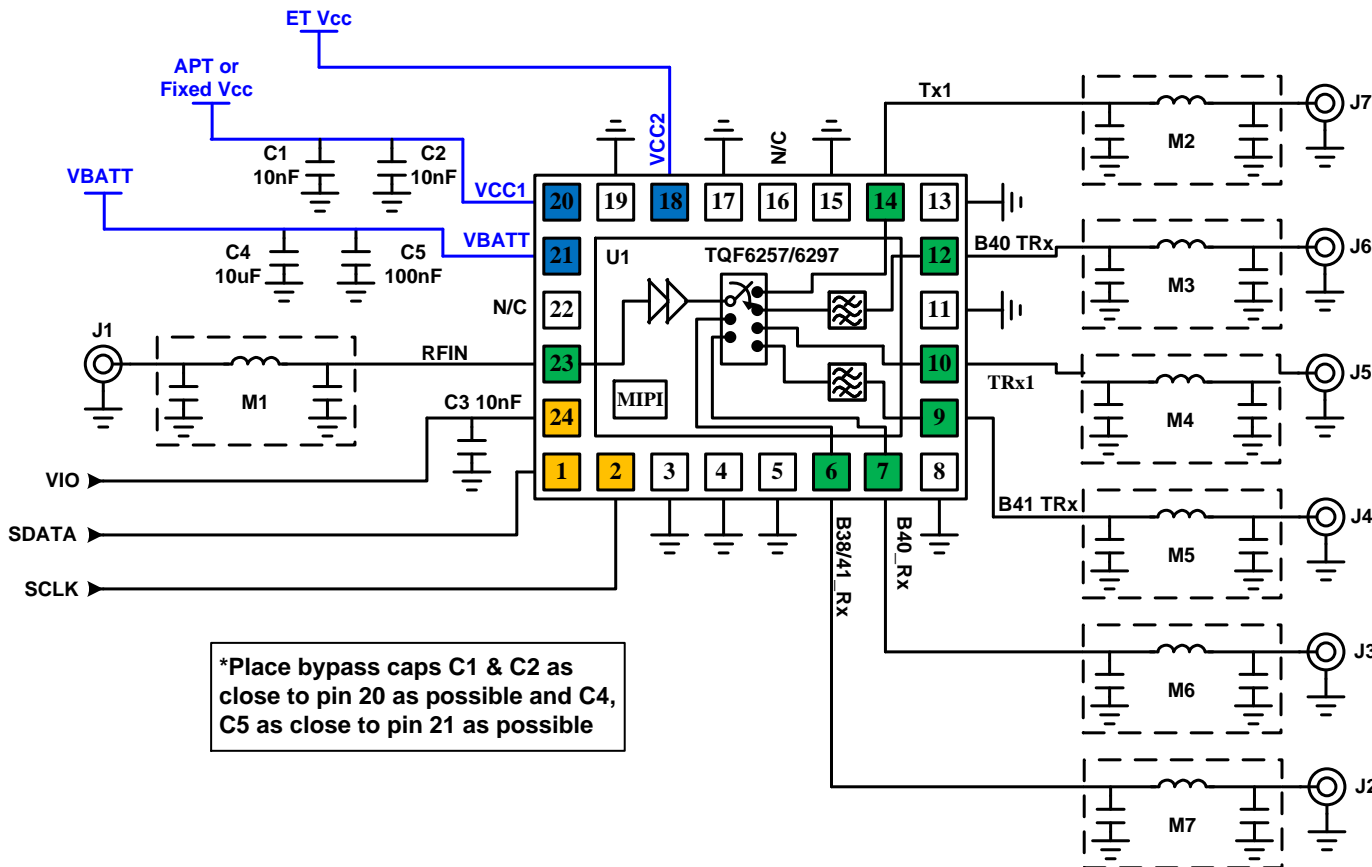 ET Vcc
APT or
Fixed Vcc
Tx1
J7
M2
C1
10nF
C2
10nF
VCC2
N/C
VBATT
VCC1
20
19
18
17
16
15
14
13
B40 TRx
J6
M3
C4
10uF
C5
100nF
VBATT
21
U1
TQF6257/6297
12
N/C
22
11
J1
RFIN
23
10
TRx1
J5
M4
M1
C3 10nF
24
MIPI
9
B41 TRx
J4
M5
VIO
1
2
3
4
5
6
7
8
SDATA
SCLK
B38/41_Rx
B40_Rx
J3
M6
*Place bypass caps C1 & C2 as
close to pin 20 as possible and C4,
C5 as close to pin 21 as possible
J2
M7